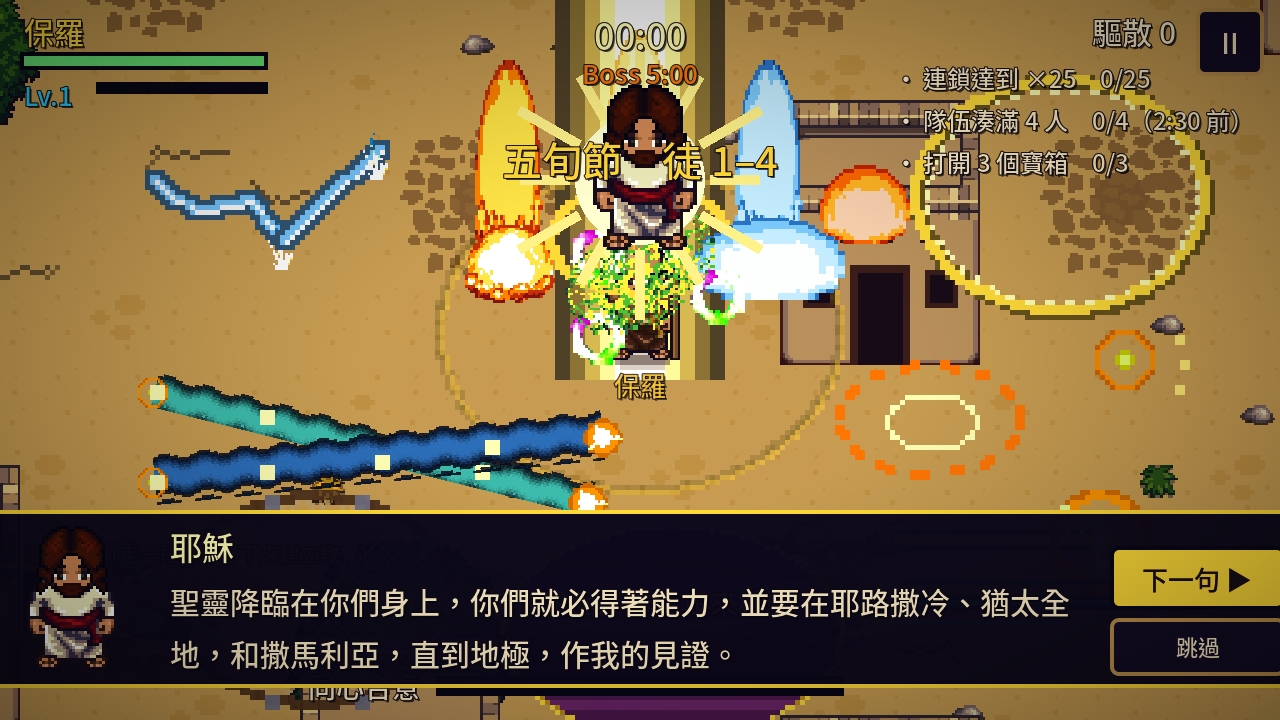 保羅
Lv.1
00:00
Boss 5:00
驅散 0
• 連鎖達到 ×25 0/25
• 隊伍湊滿 4 人 0/4（2:30 前）
• 打開 3 個寶箱 0/3
五旬節 徒 1–4
保羅
耶穌
聖靈降臨在你們身上，你們就必得著能力，並要在耶路撒冷、猶太全
地，和撒馬利亞，直到地極，作我的見證。
下一句 ▶
跳過
同心合意